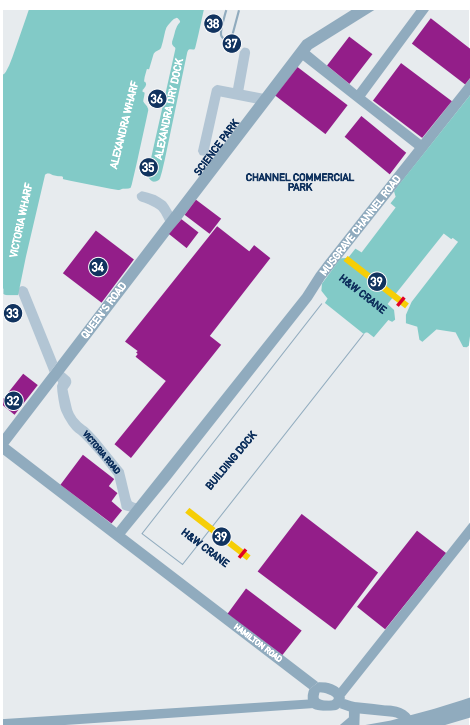 38
37
36
ALEXANDRA WHARF
ALEXANDRA DRY DOCK
35
SCIENCE PARK
CHANNEL COMMERCIAL
PARK
VICTORIA WHARF
MUSGRAVE CHANNEL ROAD
34
39
H&W CRANE
QUEEN'S ROAD
33
32
VICTORIA ROAD
BUILDING DOCK
39
H&W CRANE
HAMILTON ROAD